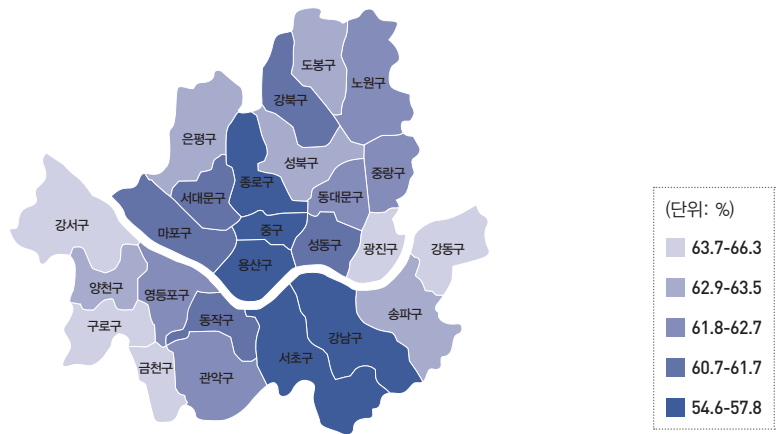 도봉구
노원구
강북구
은평구
성북구
중랑구
종로구
서대문구
동대문구
강서구
마포구
중구
성동구
광진구
강동구
용산구
양천구
영등포구
송파구
구로구
동작구
강남구
서초구
금천구
관악구
(단위: %)
63.7-66.3
62.9-63.5
61.8-62.7
60.7-61.7
54.6-57.8